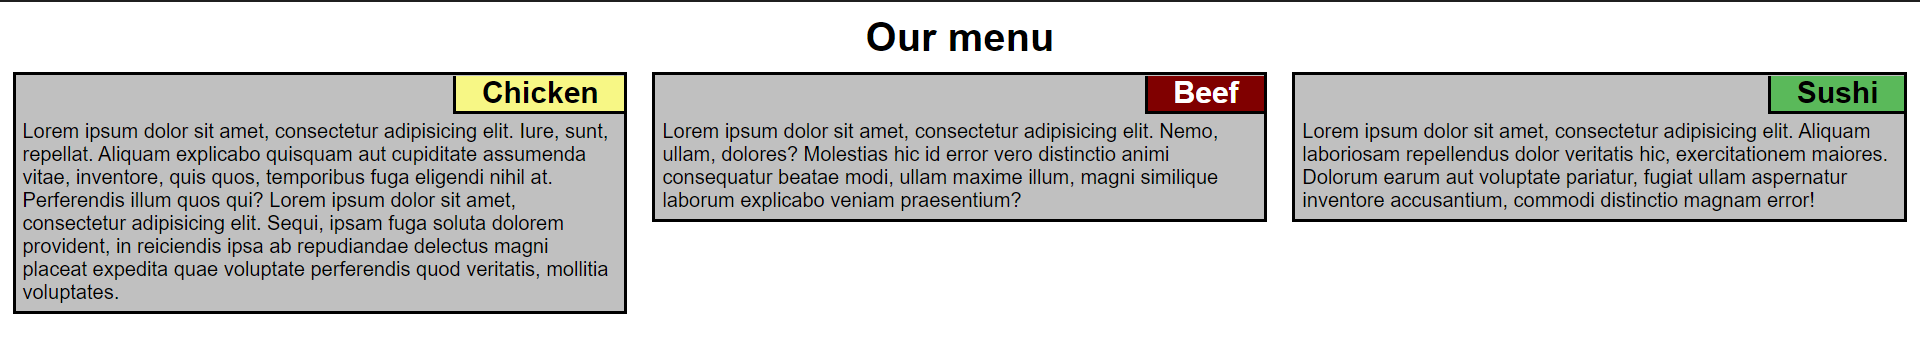 Our menu
Chicken
Lorem ipsum dolor sit amet, consectetur adipisicing elit. Iure, sunt,
repellat. Aliquam explicabo quisquam aut cupiditate assumenda
vitae, inventore, quis quos, temporibus fuga eligendi nihil at.
Perferendis illum quos qui? Lorem ipsum dolor sit amet,
consectetur adipisicing elit. Sequi, ipsam fuga soluta dolorem
provident, in reiciendis ipsa ab repudiandae delectus magni
placeat expedita quae voluptate perferendis quod veritatis, mollitia
voluptates.
Beef
Lorem ipsum dolor sit amet, consectetur adipisicing elit. Nemo,
ullam, dolores? Molestias hic id error vero distinctio animi
consequatur beatae modi, ullam maxime illum, magni similique
laborum explicabo veniam praesentium?
Sushi
Lorem ipsum dolor sit amet, consectetur adipisicing elit. Aliquam
laboriosam repellendus dolor veritatis hic, exercitationem maiores.
Dolorum earum aut voluptate pariatur, fugiat ullam aspernatur
inventore accusantium, commodi distinctio magnam error!